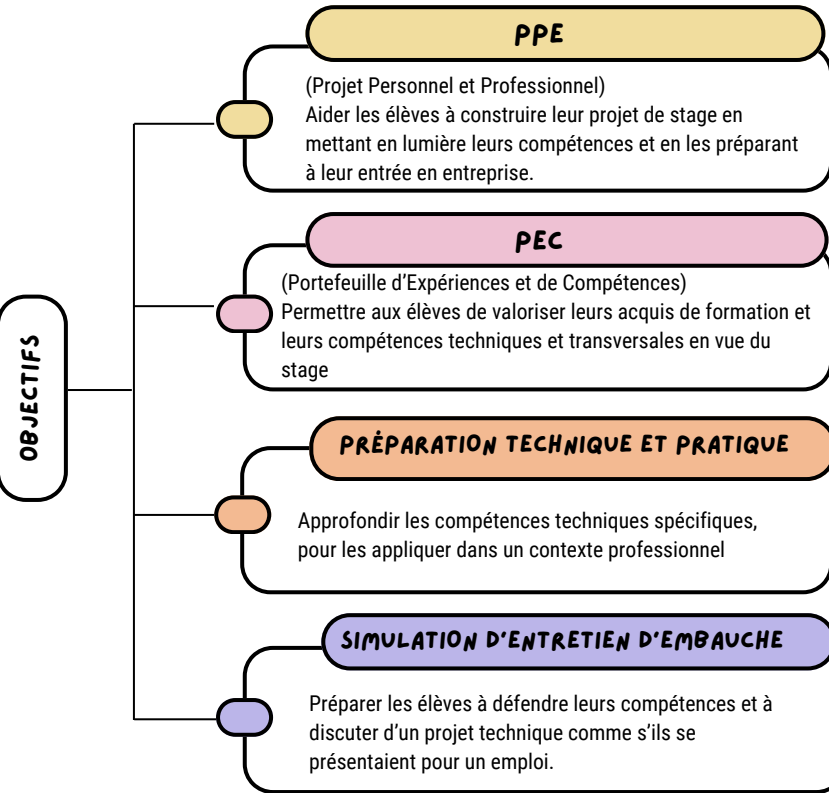 OBJECTIFS
PPE
(Projet Personnel et Professionnel)
Aider les élèves à construire leur projet de stage en
mettant en lumière leurs compétences et en les préparant
à leur entrée en entreprise.
PEC
(Portefeuille d'Expériences et de Compétences)
Permettre aux élèves de valoriser leurs acquis de formation et
leurs compétences techniques et transversales en vue du
stage
PRÉPARATION TECHNIQUE ET PRATIQUE
Approfondir les compétences techniques spécifiques,
pour les appliquer dans un contexte professionnel
SIMULATION D'ENTRETIEN D'EMBAUCHE
Préparer les élèves à défendre leurs compétences et à
discuter d'un projet technique comme s'ils se
présentaient pour un emploi.